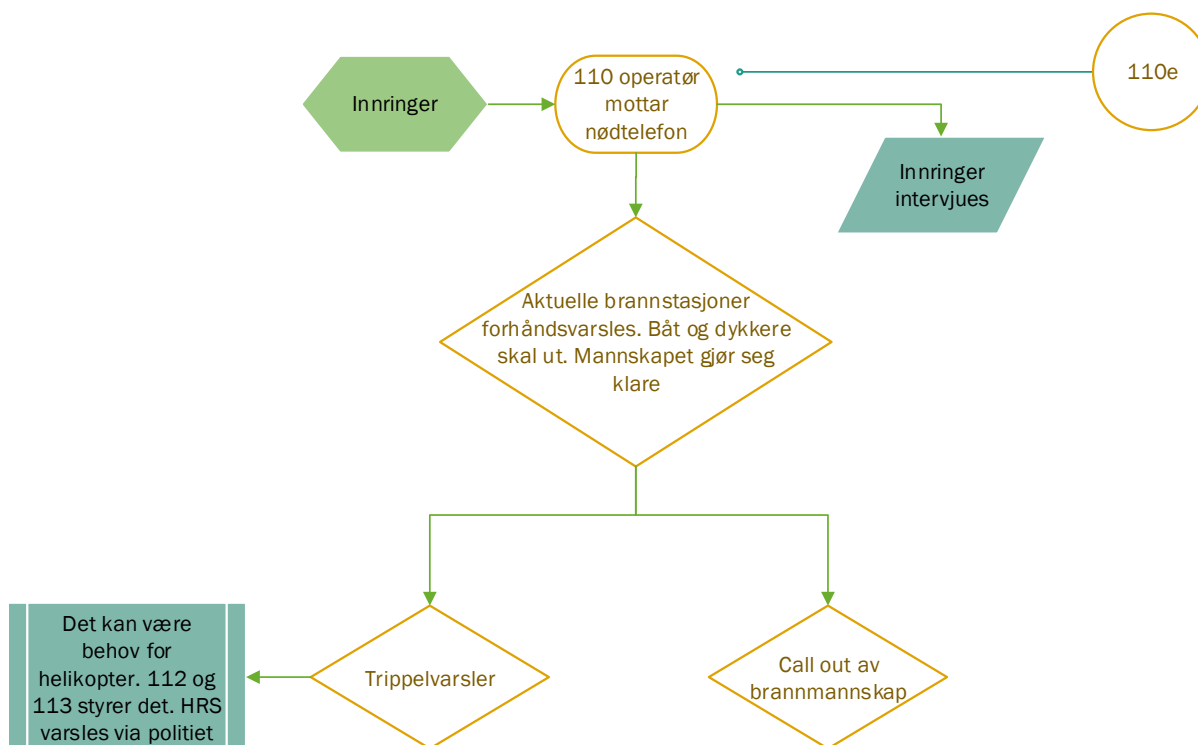 Innringer
110 operatør
mottar
nødtelefon
110e
Innringer
intervjues
Aktuelle brannstasjoner
forhåndsvarsles. Båt og dykkere
skal ut. Mannskapet gjør seg
klare
Det kan være
behov for
helikopter. 112 og
113 styrer det. HRS
varsles via politiet
Trippelvarsler
Call out av
brannmannskap